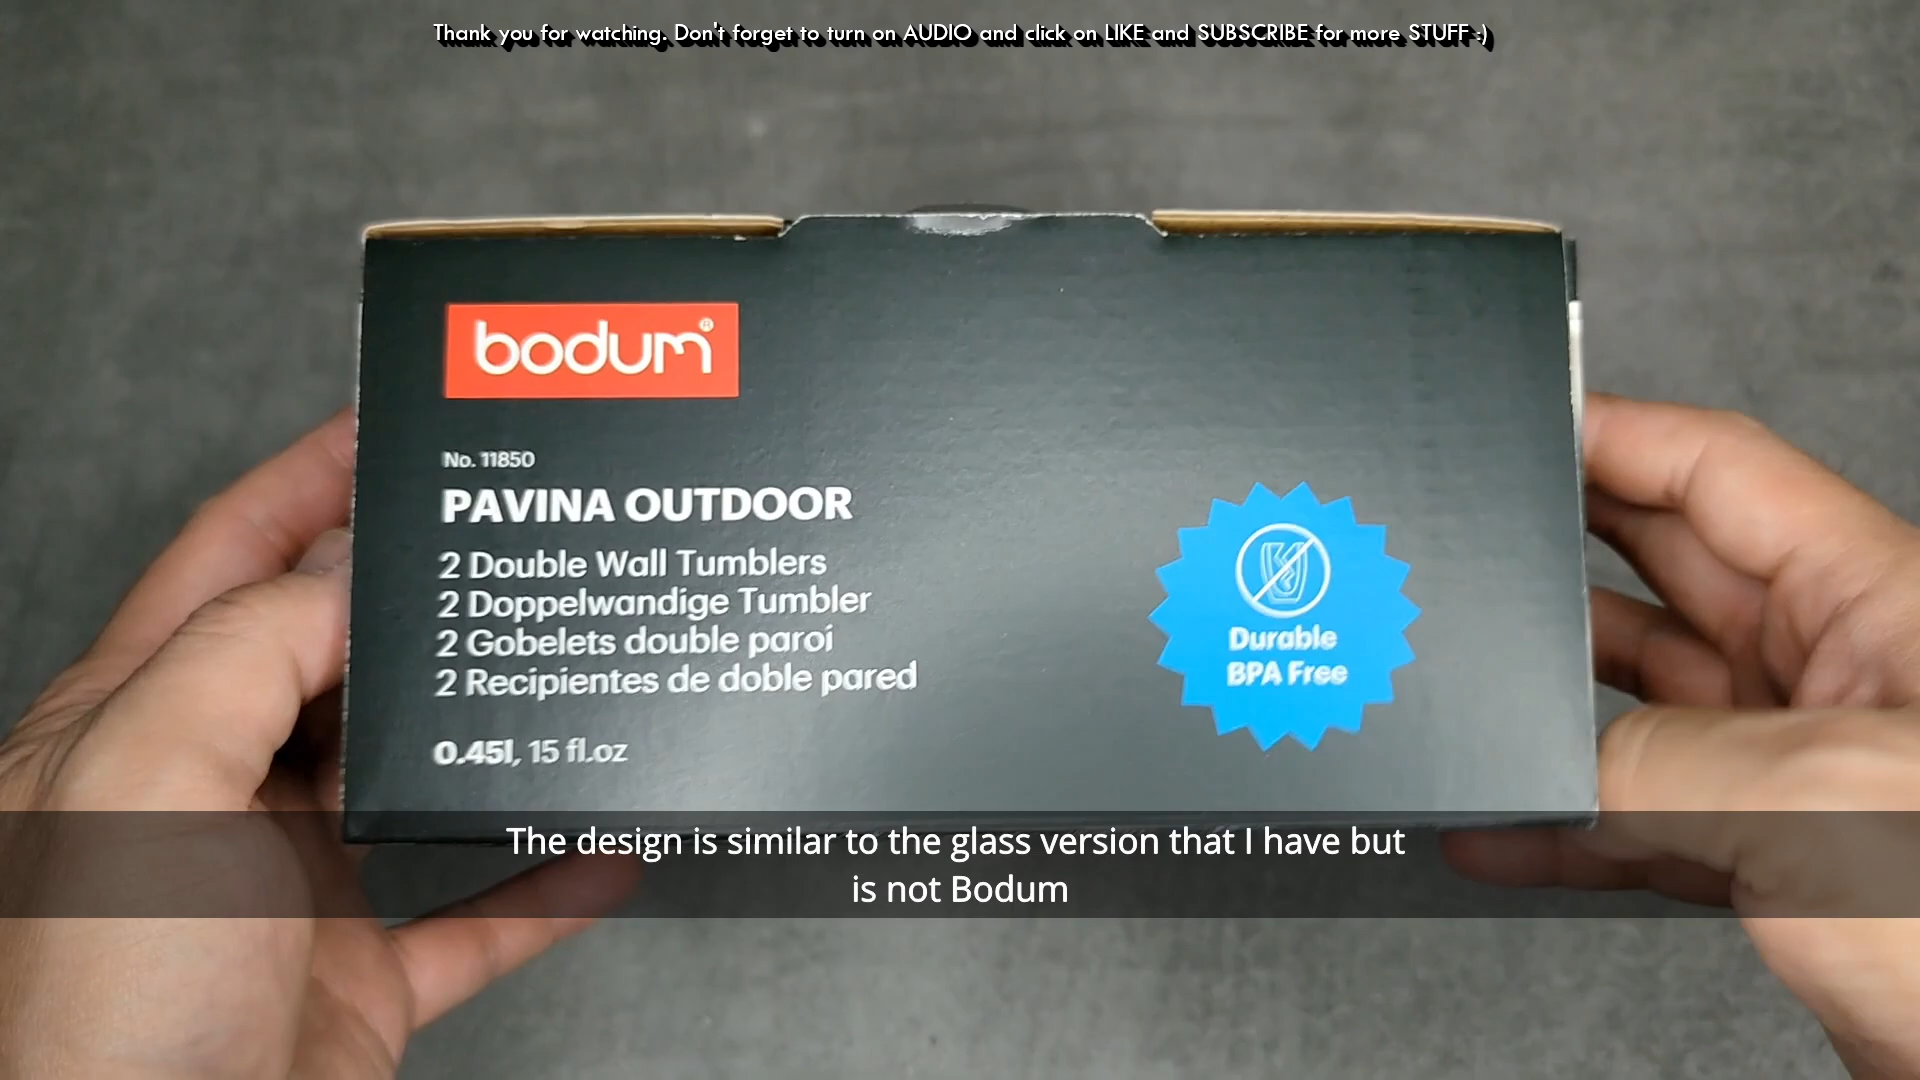 Thank you for watching. Don't forget to turn on AUDIO and click on LIKE and SUBSCRIBE for more STUFF :)
bodum®
No. 11850
PAVINA OUTDOOR
2 Double Wall Tumblers
2 Doppelwandige Tumbler
2 Gobelets double paroi
2 Recipientes de doble pared
0.45l, 15 fl.oz
Durable
BPA Free
The design is similar to the glass version that I have but
is not Bodum